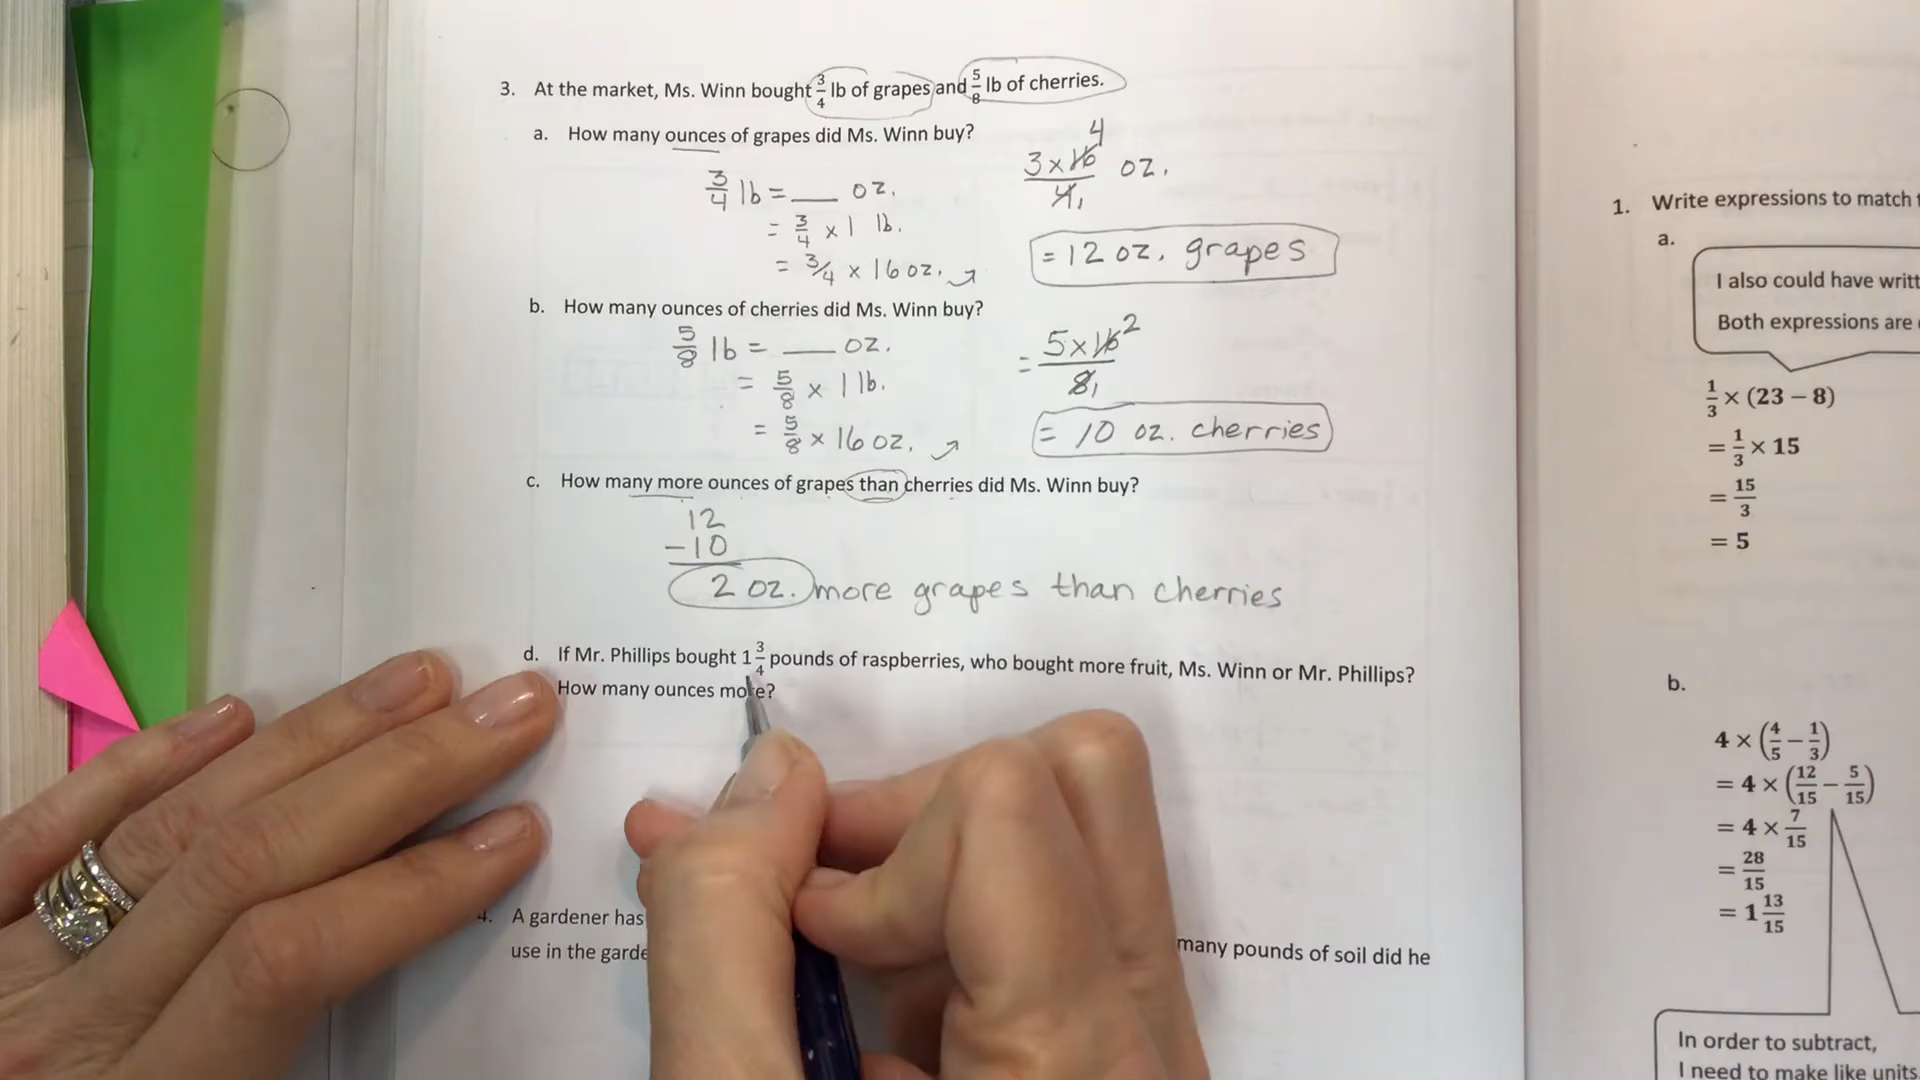 3. At the market, Ms. Winn bought 3/4 lb of grapes and 5/8 lb of cherries.
a. How many ounces of grapes did Ms. Winn buy?
3/4 lb = ___ oz.
= 3/4 x 1 lb.
= 3/4 x 16 oz.
3 x 16 4 oz.
4 1
= 12 oz. grapes
b. How many ounces of cherries did Ms. Winn buy?
5/8 lb = ___ oz.
= 5/8 x 1 lb.
= 5/8 x 16 oz.
= 5 x 16 2
8 1
= 10 oz. cherries
c. How many more ounces of grapes than cherries did Ms. Winn buy?
12
-10
2 oz. more grapes than cherries
d. If Mr. Phillips bought 1 3/4 pounds of raspberries, who bought more fruit, Ms. Winn or Mr. Phillips?
How many ounces more?
4. A gardener has
use in the garde many pounds of soil did he
1. Write expressions to match
a.
I also could have writt
Both expressions are
1/3 × (23 – 8)
= 1/3 × 15
= 15/3
= 5
b.
4 × (4/5 – 1/3)
= 4 × (12/15 – 5/15)
= 4 × 7/15
= 28/15
= 1 13/15
In order to subtract,
I need to make like units